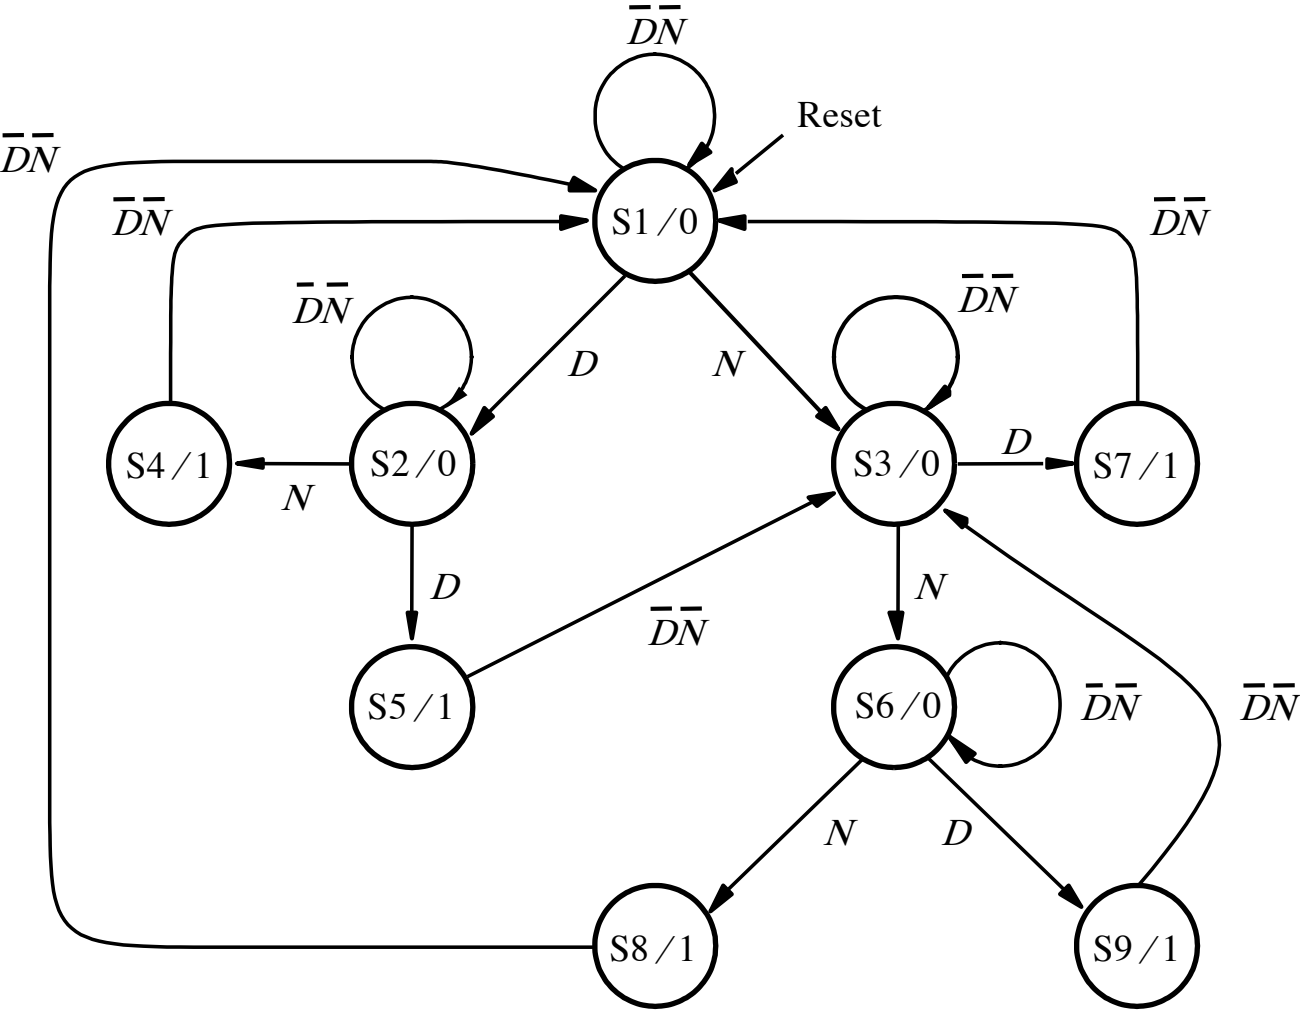 D̅N̅
Reset
D̅N̅
D̅N̅
D̅N̅
S1/0
D̅N̅
D̅N̅
D
N
S4/1
S2/0
S3/0
D
S7/1
N
D
N
D̅N̅
S5/1
S6/0
D̅N̅
D̅N̅
N
D
S8/1
S9/1